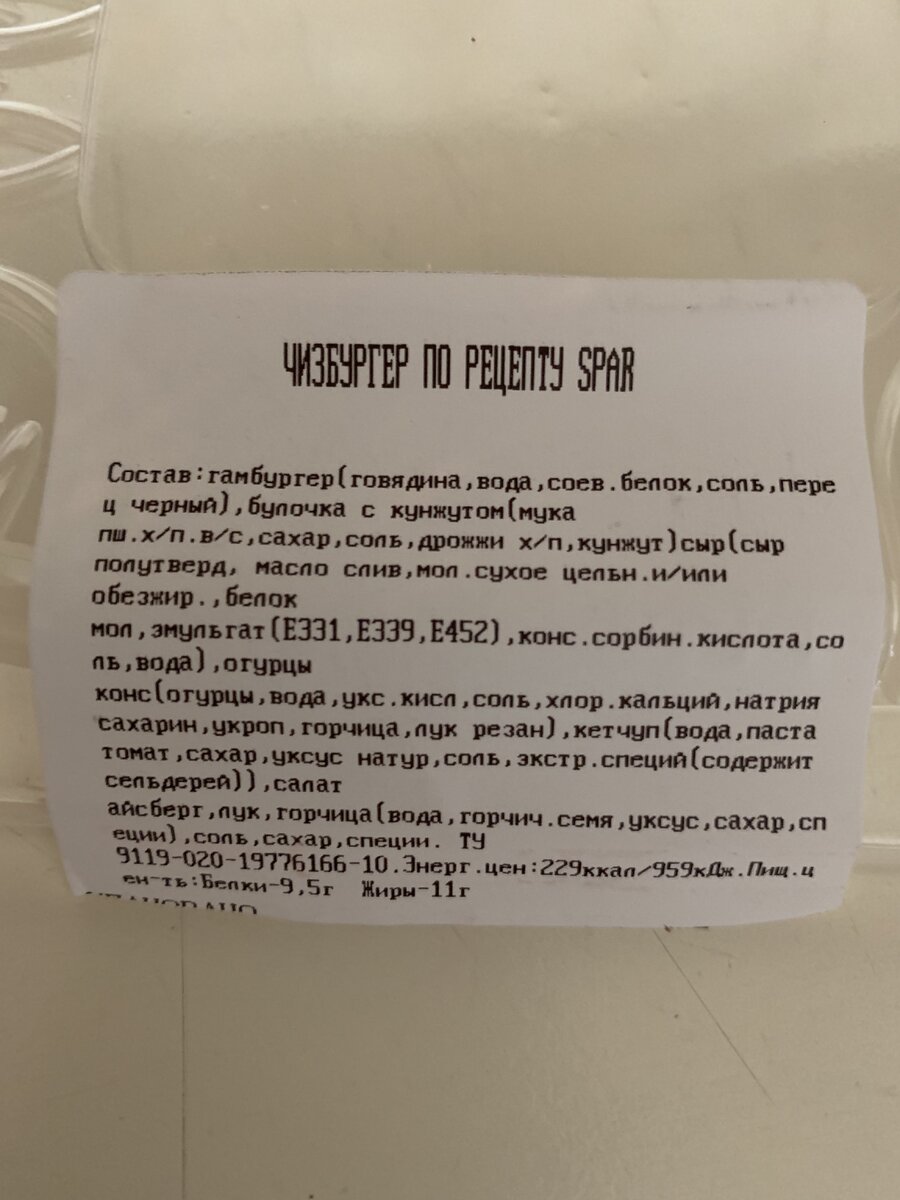 ЧИЗБУРГЕР ПО РЕЦЕПТУ SPAR
Состав:гамбургер(говядина,вода,соев.белок,соль,пере
ц черный),булочка с кунжутом(мука
пш.х/п.в/с,сахар,соль,дрожжи х/п,кунжут)сыр(сыр
полутверд, масло слив,мол.сухое цельн.и/или
обезжир.,белок
мол,эмульгат(Е331,Е339,Е452),конс.сорбин.кислота,со
ль,вода),огурцы
конс(огурцы,вода,укс.кисл,соль,хлор.кальций,натрия
сахарин,укроп,горчица,лук резан),кетчуп(вода,паста
томат,сахар,уксус натур,соль,экстр.специй(содержит
сельдерей)),салат
айсберг,лук,горчица(вода,горчич.семя,уксус,сахар,сп
еции),соль,сахар,специи. ТУ
9119-020-19776166-10.Энерг.цен:229ккал/959кДж.Пищ.ц
ен-ть:Белки-9,5г Жиры-11г